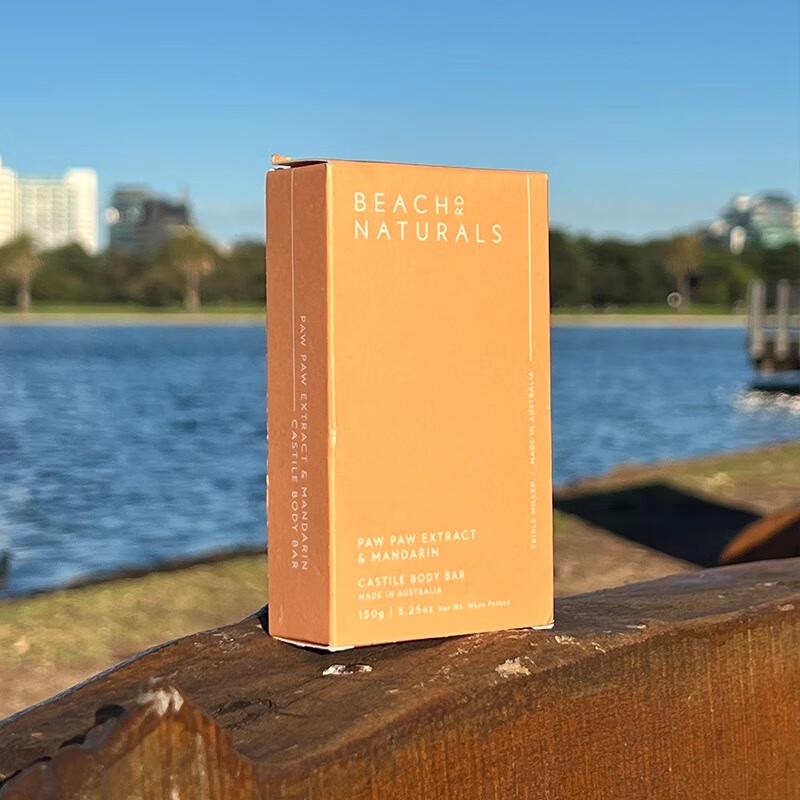 BEACH RD
NATURALS
PAW PAW EXTRACT
& MANDARIN
CASTILE BODY BAR
MADE IN AUSTRALIA
150g | 5.25oz Net Wt. When Packed
TRIPLE MILLED
MADE IN AUSTRALIA
PAW PAW EXTRACT & MANDARIN
CASTILE BODY BAR